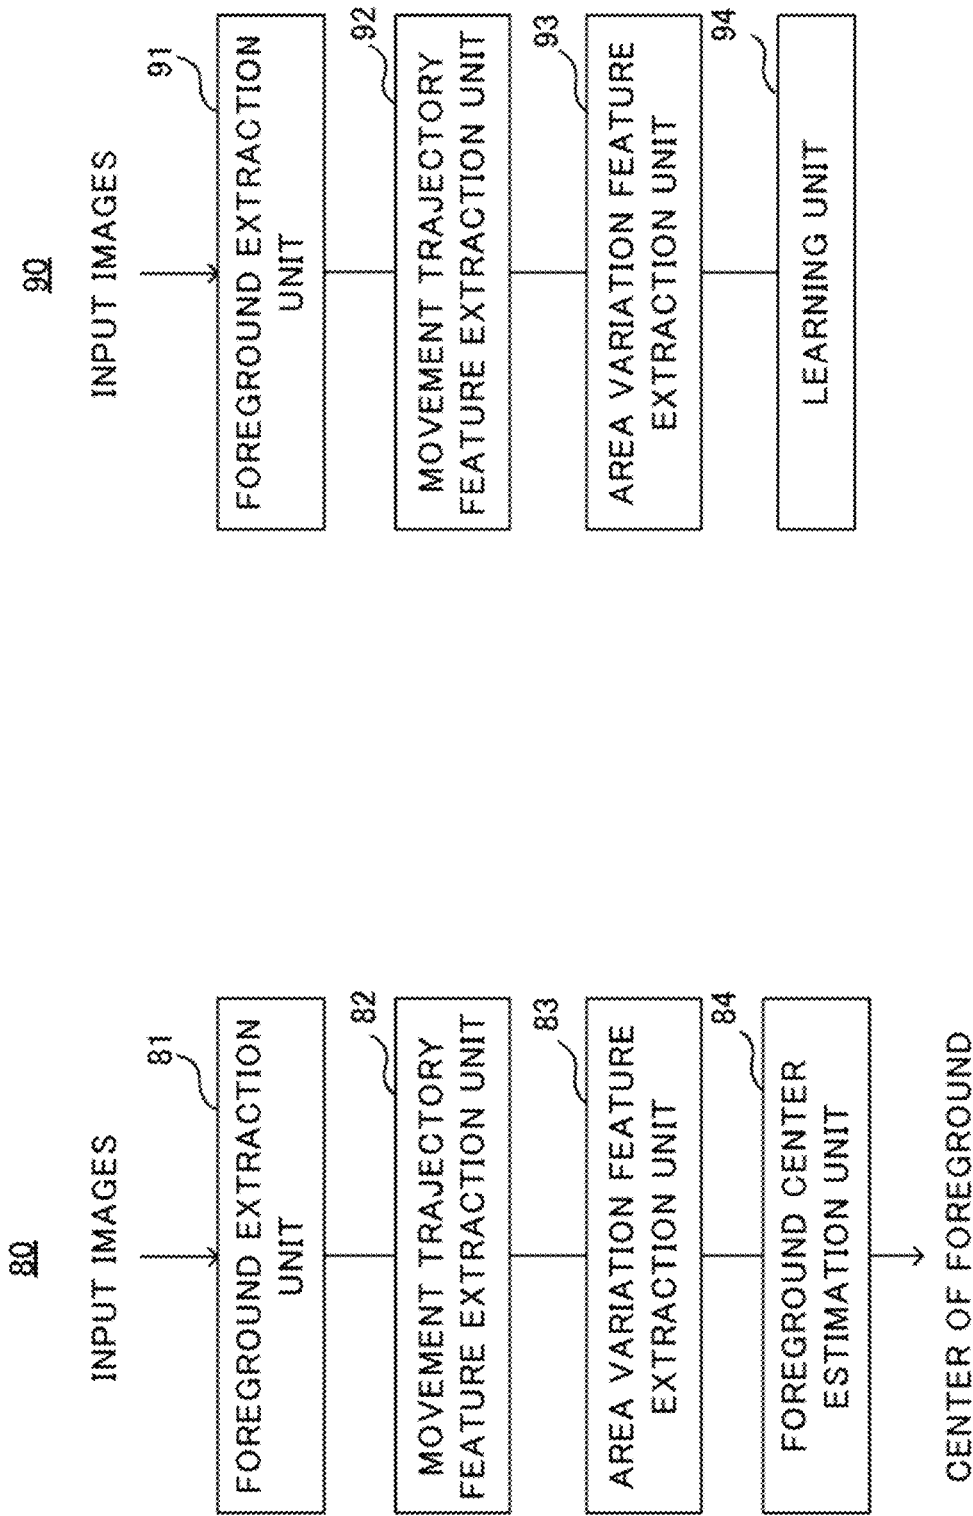 80
INPUT IMAGES
81
FOREGROUND EXTRACTION
UNIT
82
MOVEMENT TRAJECTORY
FEATURE EXTRACTION UNIT
83
AREA VARIATION FEATURE
EXTRACTION UNIT
84
FOREGROUND CENTER
ESTIMATION UNIT
CENTER OF FOREGROUND
90
INPUT IMAGES
91
FOREGROUND EXTRACTION
UNIT
92
MOVEMENT TRAJECTORY
FEATURE EXTRACTION UNIT
93
AREA VARIATION FEATURE
EXTRACTION UNIT
94
LEARNING UNIT